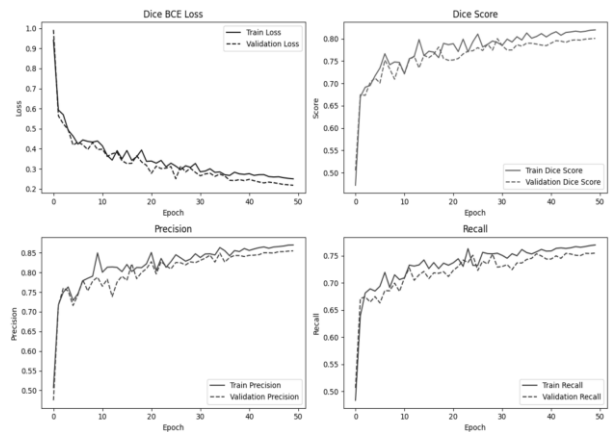 Dice BCE Loss
1.0
0.9
0.8
0.7
0.6
0.5
0.4
0.3
0.2
Loss
0 10 20 30 40 50
Epoch
Train Loss
Validation Loss
Dice Score
0.80
0.75
0.70
0.65
0.60
0.55
0.50
Score
0 10 20 30 40 50
Epoch
Train Dice Score
Validation Dice Score
Precision
0.85
0.80
0.75
0.70
0.65
0.60
0.55
0.50
Precision
0 10 20 30 40 50
Epoch
Train Precision
Validation Precision
Recall
0.75
0.70
0.65
0.60
0.55
0.50
Recall
0 10 20 30 40 50
Epoch
Train Recall
Validation Recall